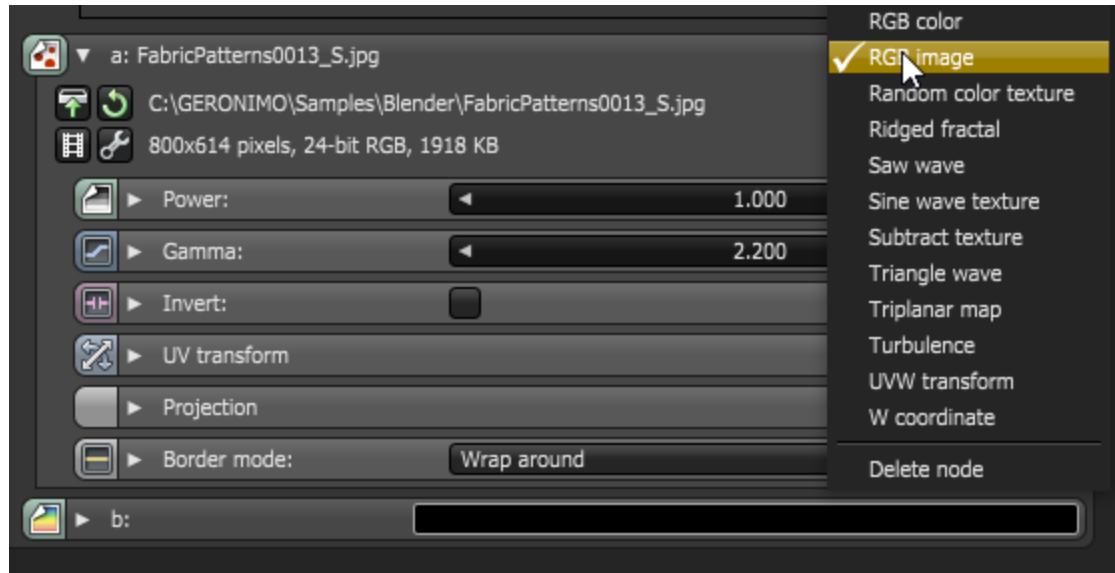 a: FabricPatterns0013_S.jpg
C:\GERONIMO\Samples\Blender\FabricPatterns0013_S.jpg
800x614 pixels, 24-bit RGB, 1918 KB
Power: 1.000
Gamma: 2.200
Invert:
UV transform
Projection
Border mode: Wrap around
b:
RGB color
RGB image
Random color texture
Ridged fractal
Saw wave
Sine wave texture
Subtract texture
Triangle wave
Triplanar map
Turbulence
UVW transform
W coordinate
Delete node